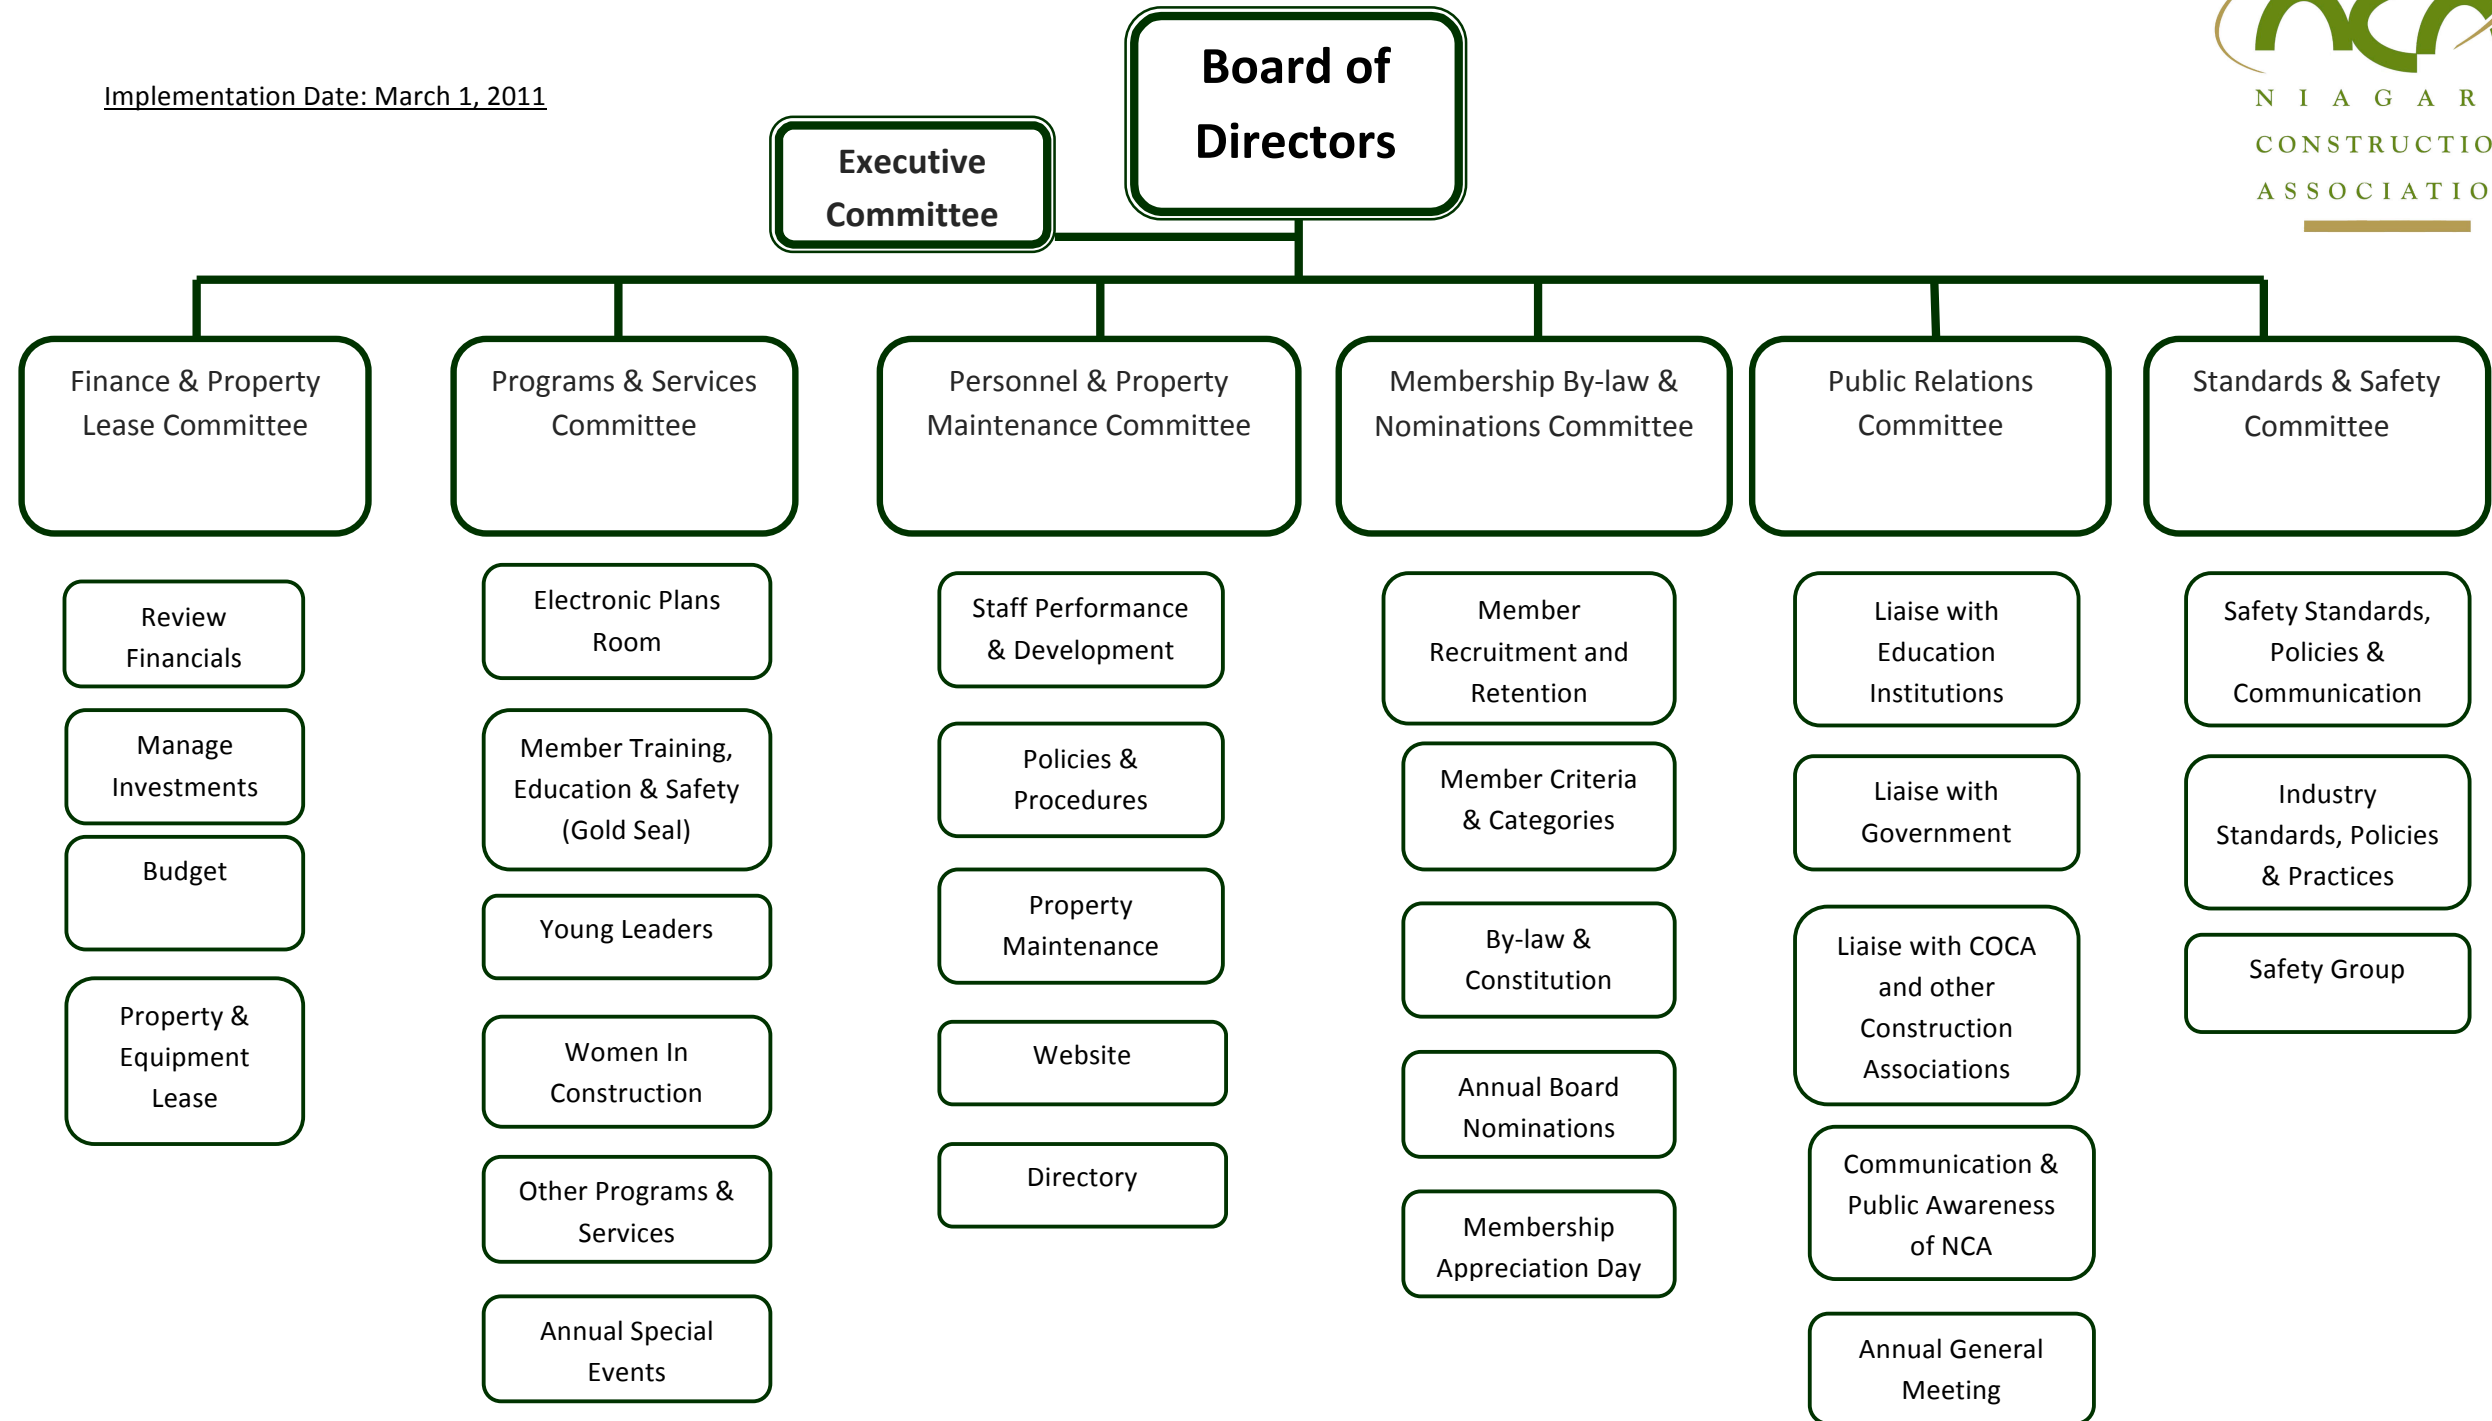 Implementation Date: March 1, 2011
Board of
Directors
Executive
Committee
NIAGAR
CONSTRUCTIO
ASSOCIATIO
Finance & Property
Lease Committee
Programs & Services
Committee
Personnel & Property
Maintenance Committee
Membership By-law &
Nominations Committee
Public Relations
Committee
Standards & Safety
Committee
Review
Financials
Manage
Investments
Budget
Property &
Equipment
Lease
Electronic Plans
Room
Member Training,
Education & Safety
(Gold Seal)
Young Leaders
Women In
Construction
Other Programs &
Services
Annual Special
Events
Staff Performance
& Development
Policies &
Procedures
Property
Maintenance
Website
Directory
Member
Recruitment and
Retention
Member Criteria
& Categories
By-law &
Constitution
Annual Board
Nominations
Membership
Appreciation Day
Liaise with
Education
Institutions
Liaise with
Government
Liaise with COCA
and other
Construction
Associations
Communication &
Public Awareness
of NCA
Annual General
Meeting
Safety Standards,
Policies &
Communication
Industry
Standards, Policies
& Practices
Safety Group